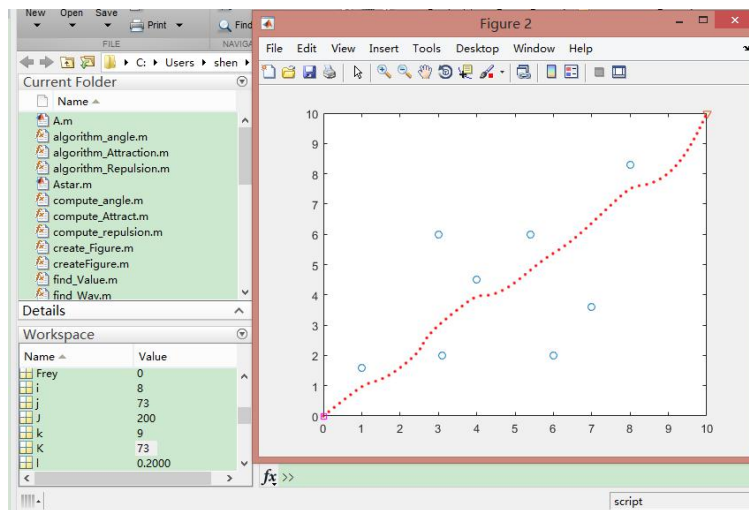 New Open Save
Print Find
FILE NAVIGA
C: Users shen
Current Folder
Name
A.m
algorithm_angle.m
algorithm_Attraction.m
algorithm_Repulsion.m
Astar.m
compute_angle.m
compute_Attract.m
compute_repulsion.m
create_Figure.m
createFigure.m
find_Value.m
find_Way.m
Details
Workspace
Name Value
Frey 0
i 8
j 73
J 200
k 9
K 73
l 0.2000
Figure 2
File Edit View Insert Tools Desktop Window Help
10
9
8
7
6
5
4
3
2
1
0
0 1 2 3 4 5 6 7 8 9 10
fx >>
script